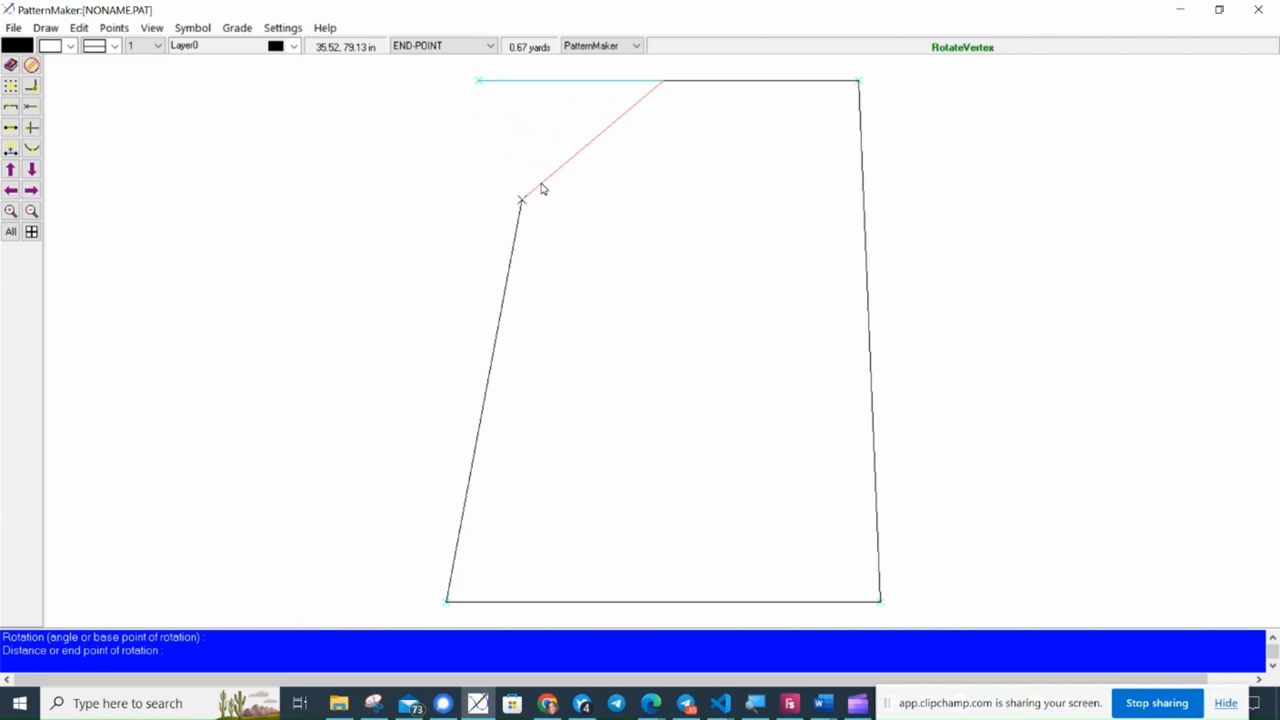 PatternMaker:[NONAME.PAT]
File Draw Edit Points View Symbol Grade Settings Help
1 Layer0 35.52, 79.13 in END-POINT 0.67 yards PatternMaker RotateVertex
All
Rotation (angle or base point of rotation) :
Distance or end point of rotation :
Type here to search 73 app.clipchamp.com is sharing your screen. Stop sharing Hide